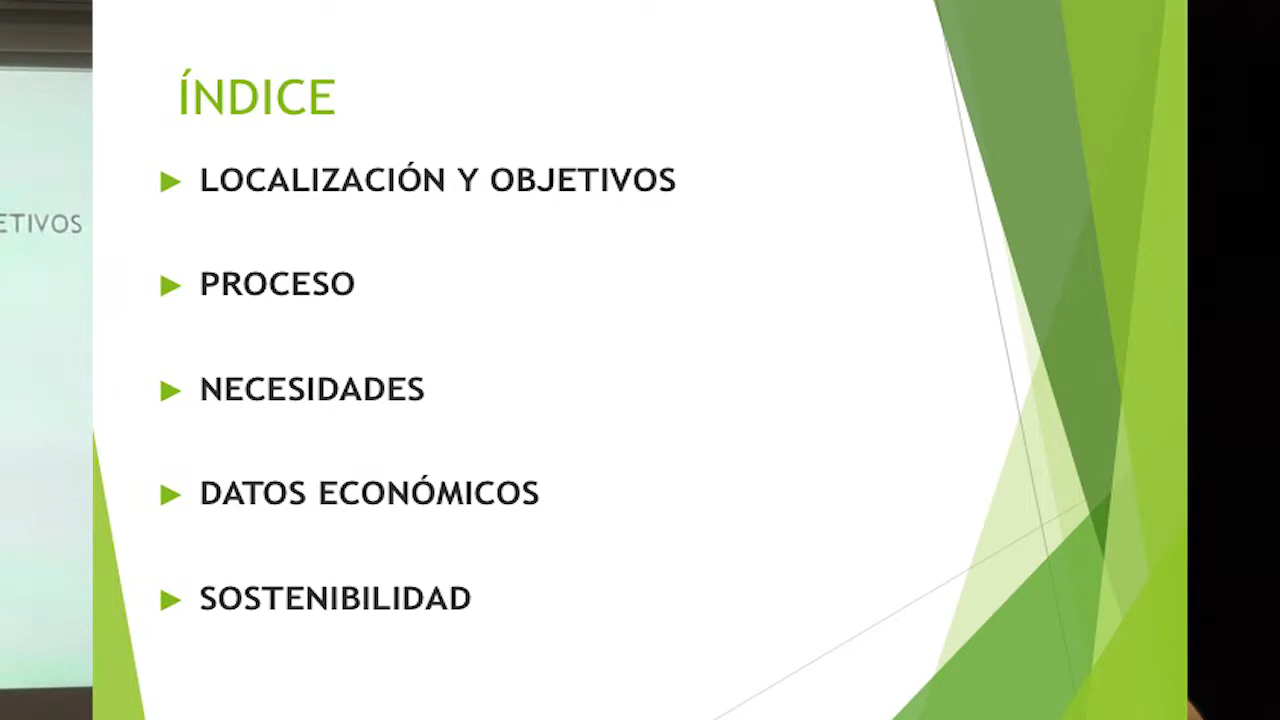 ÍNDICE
LOCALIZACIÓN Y OBJETIVOS
ETIVOS
PROCESO
NECESIDADES
DATOS ECONÓMICOS
SOSTENIBILIDAD